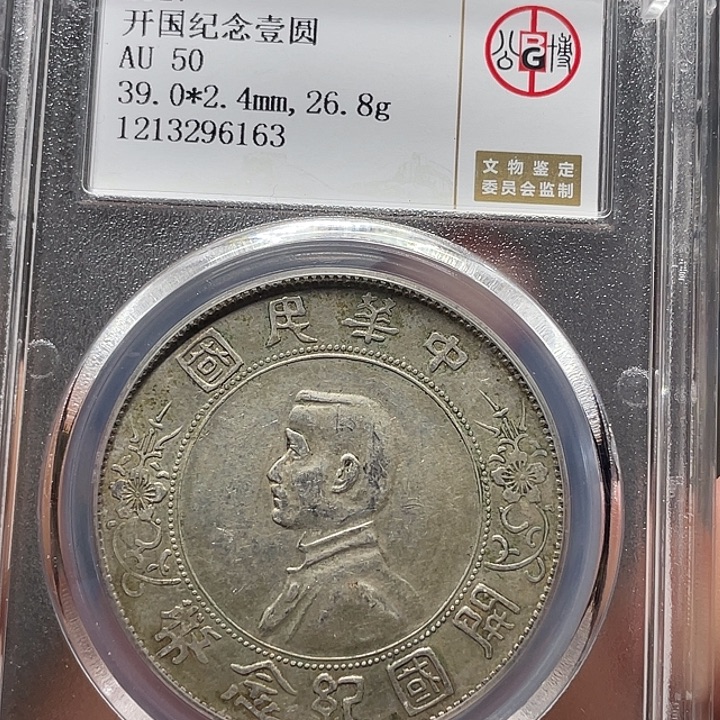 开国纪念壹圆
AU 50
39.0*2.4mm, 26.8g
1213296163
公 PG 博
文物鉴定
委员会监制
中華民國
開國紀念幣